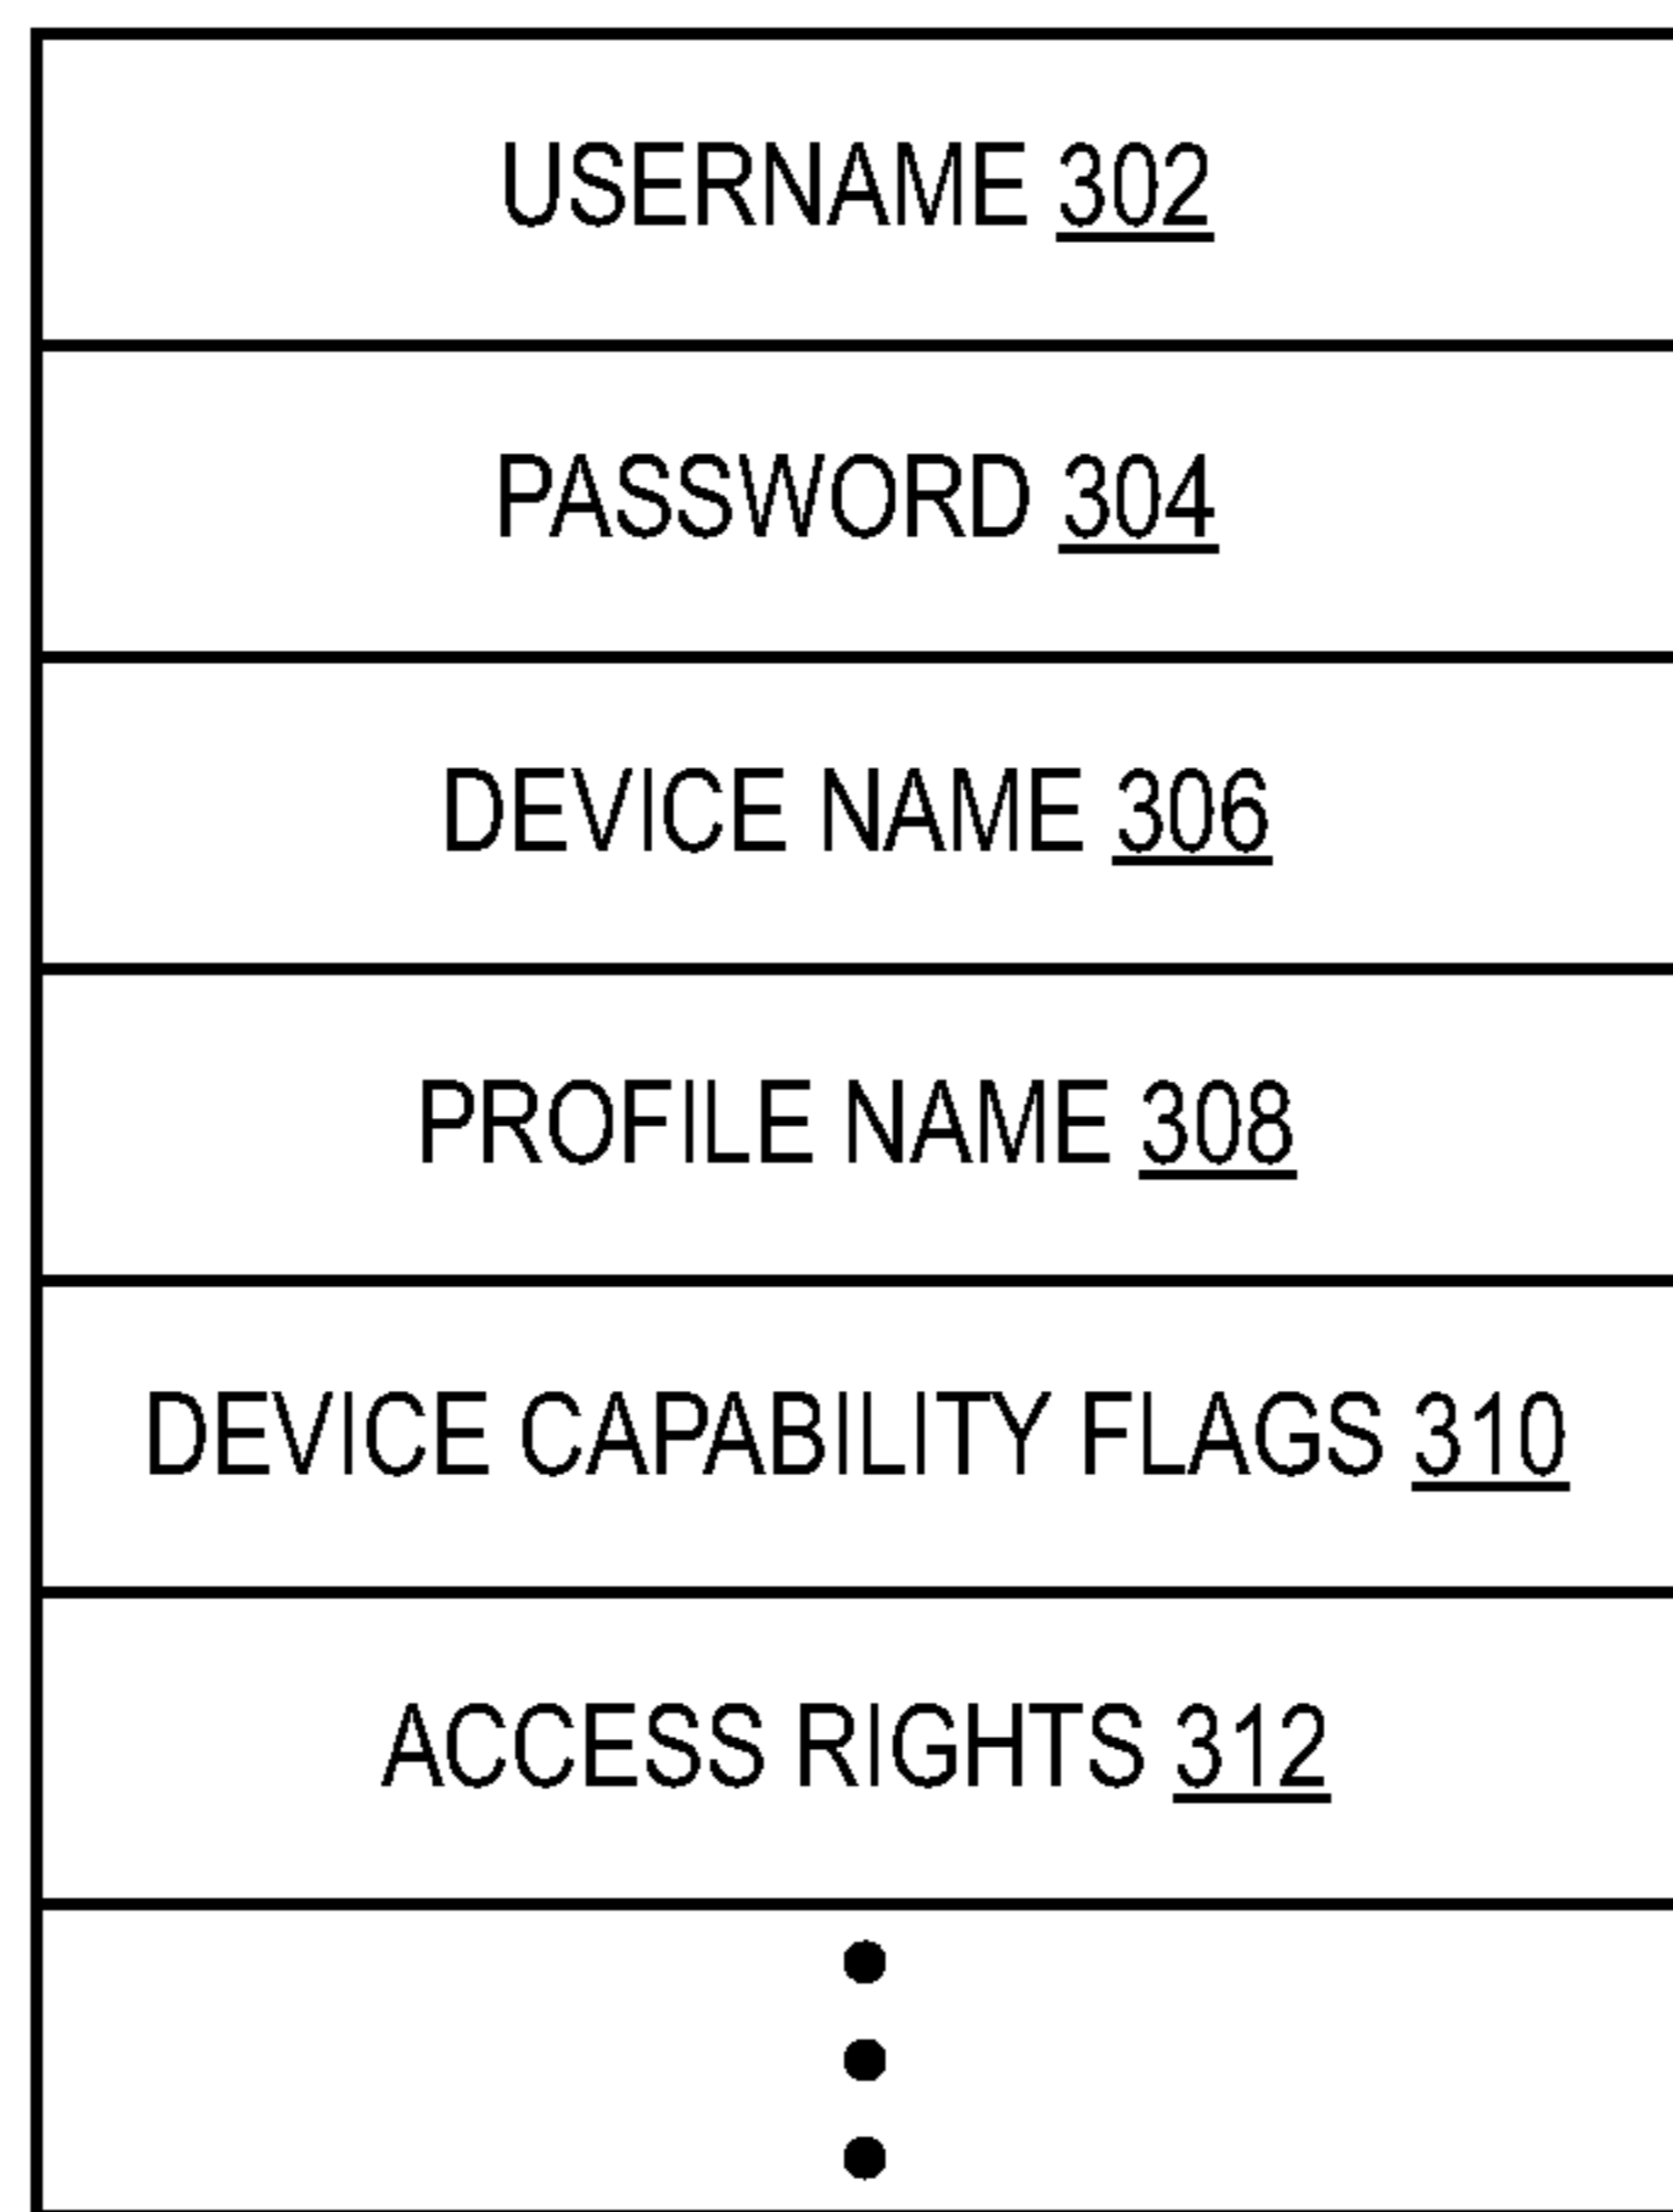 USERNAME 302
PASSWORD 304
DEVICE NAME 306
PROFILE NAME 308
DEVICE CAPABILITY FLAGS 310
ACCESS RIGHTS 312